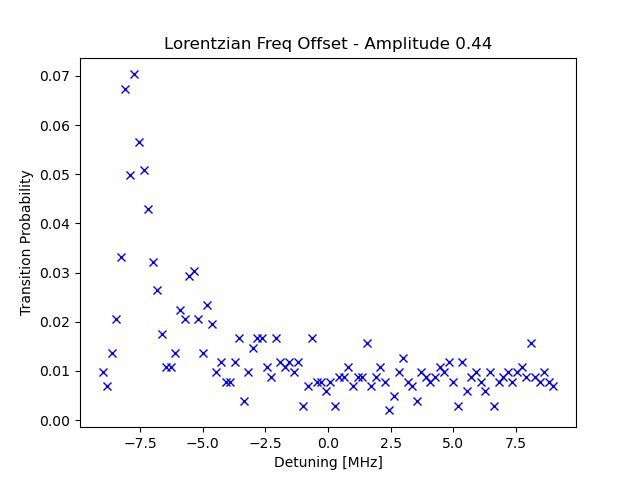 Lorentzian Freq Offset - Amplitude 0.44
0.07
0.06
0.05
0.04
0.03
0.02
0.01
0.00
Transition Probability
−7.5 −5.0 −2.5 0.0 2.5 5.0 7.5
Detuning [MHz]